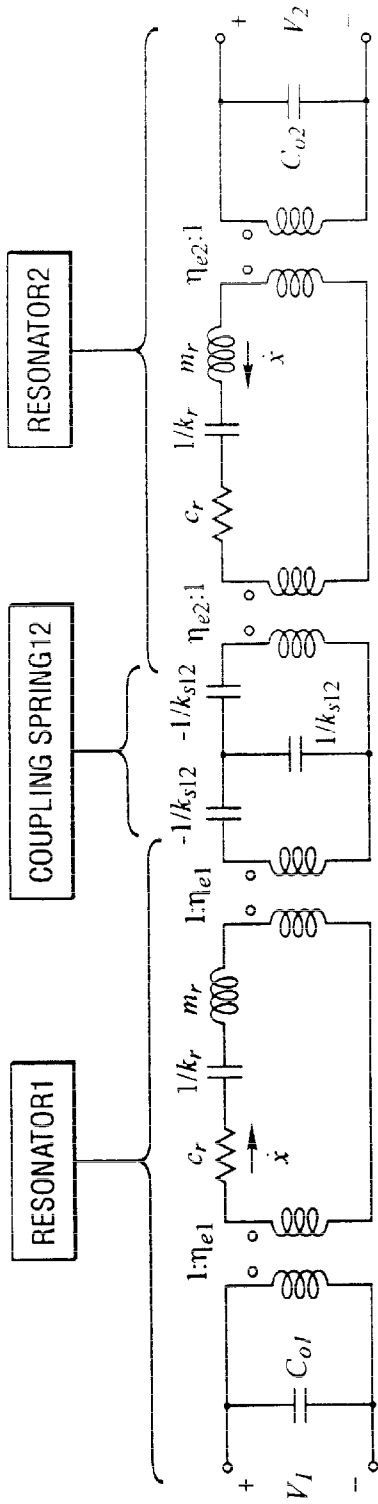 RESONATOR1
COUPLING SPRING12
RESONATOR2
+
V1
−
Co1
1:ηe1
cr
1/kr
mr
ẋ
1:ηe1
-1/ks12
-1/ks12
1/ks12
ηe2:1
cr
1/kr
mr
ẋ
ηe2:1
Co2
+
V2
−